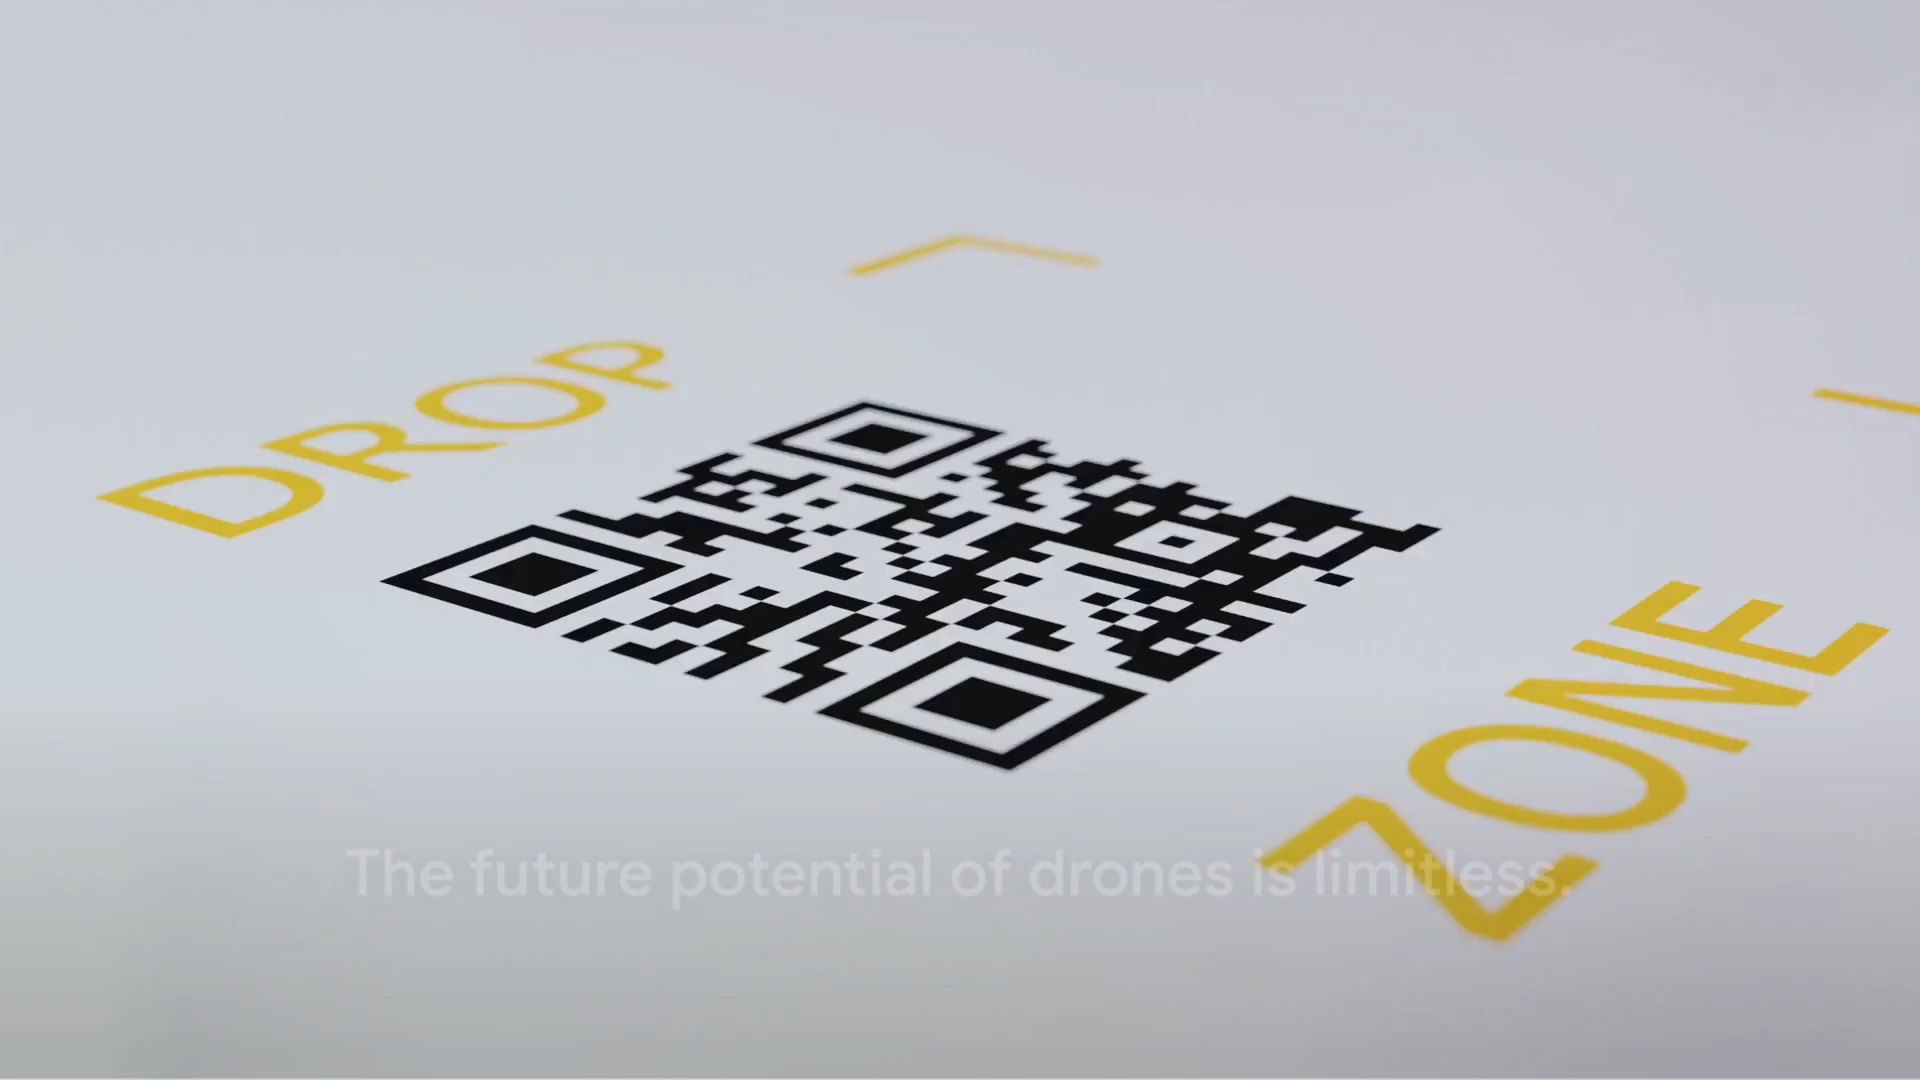 DROP
ZONE
The future potential of drones is limitless.